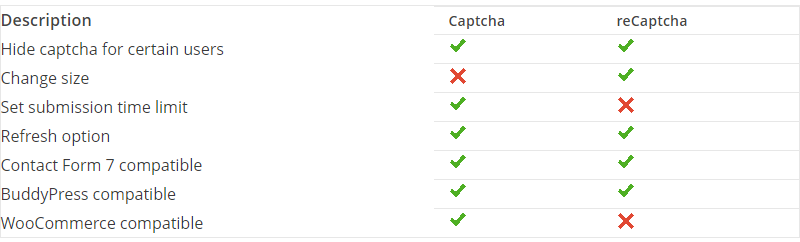 Description Captcha reCaptcha
Hide captcha for certain users
Change size
Set submission time limit
Refresh option
Contact Form 7 compatible
BuddyPress compatible
WooCommerce compatible